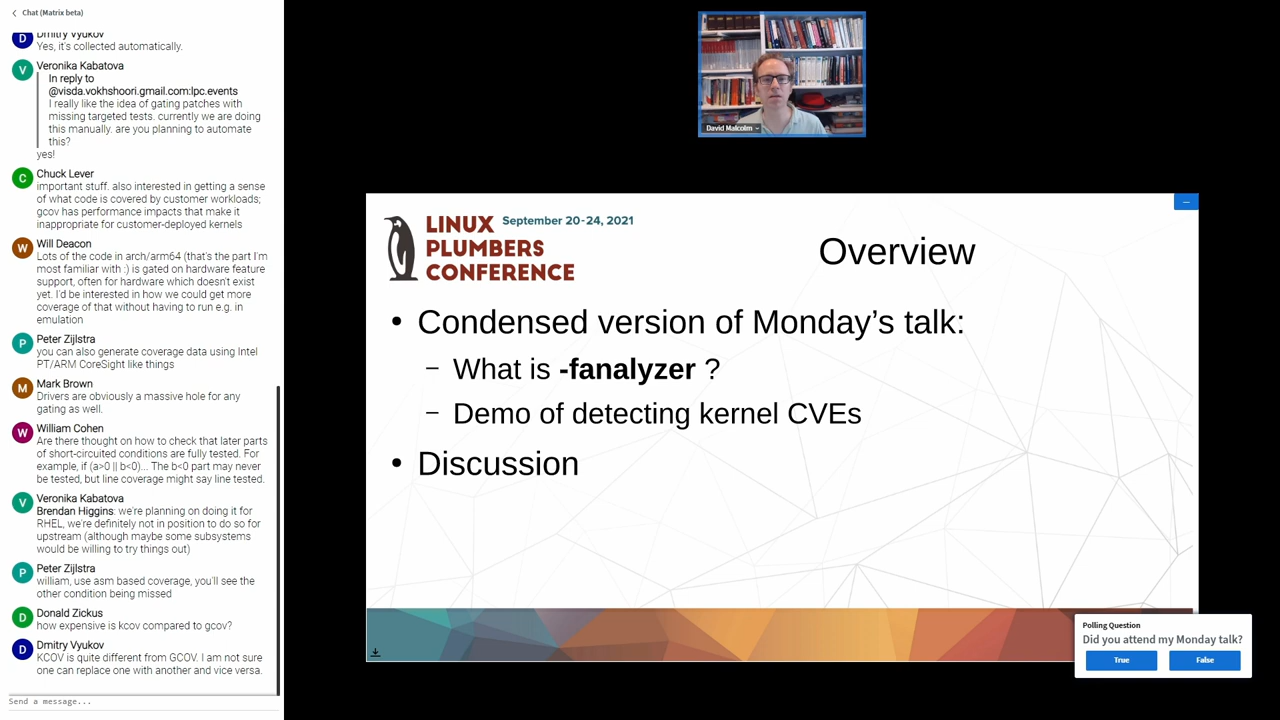 Chat (Matrix beta)
Dmitry Vyukov
Yes, it's collected automatically.
Veronika Kabatova
In reply to
@visda.vokhshoori.gmail.com:lpc.events
I really like the idea of gating patches with
missing targeted tests. currently we are doing
this manually. are you planning to automate
this?
yes!
Chuck Lever
important stuff. also interested in getting a sense
of what code is covered by customer workloads;
gcov has performance impacts that make it
inappropriate for customer-deployed kernels
Will Deacon
Lots of the code in arch/arm64 (that's the part I'm
most familiar with :) is gated on hardware feature
support, often for hardware which doesn't exist
yet. I'd be interested in how we could get more
coverage of that without having to run e.g. in
emulation
Peter Zijlstra
you can also generate coverage data using Intel
PT/ARM CoreSight like things
Mark Brown
Drivers are obviously a massive hole for any
gating as well.
William Cohen
Are there thought on how to check that later parts
of short-circuited conditions are fully tested. For
example, if (a>0 || b<0)... The b<0 part may never
be tested, but line coverage might say line tested.
Veronika Kabatova
Brendan Higgins: we're planning on doing it for
RHEL, we're definitely not in position to do so for
upstream (although maybe some subsystems
would be willing to try things out)
Peter Zijlstra
william, use asm based coverage, you'll see the
other condition being missed
Donald Zickus
how expensive is kcov compared to gcov?
Dmitry Vyukov
KCOV is quite different from GCOV. I am not sure
one can replace one with another and vice versa.
Send a message...
David Malcolm
LINUX
PLUMBERS
CONFERENCE
September 20-24, 2021
Overview
• Condensed version of Monday's talk:
– What is -fanalyzer ?
– Demo of detecting kernel CVEs
• Discussion
Polling Question
Did you attend my Monday talk?
True
False